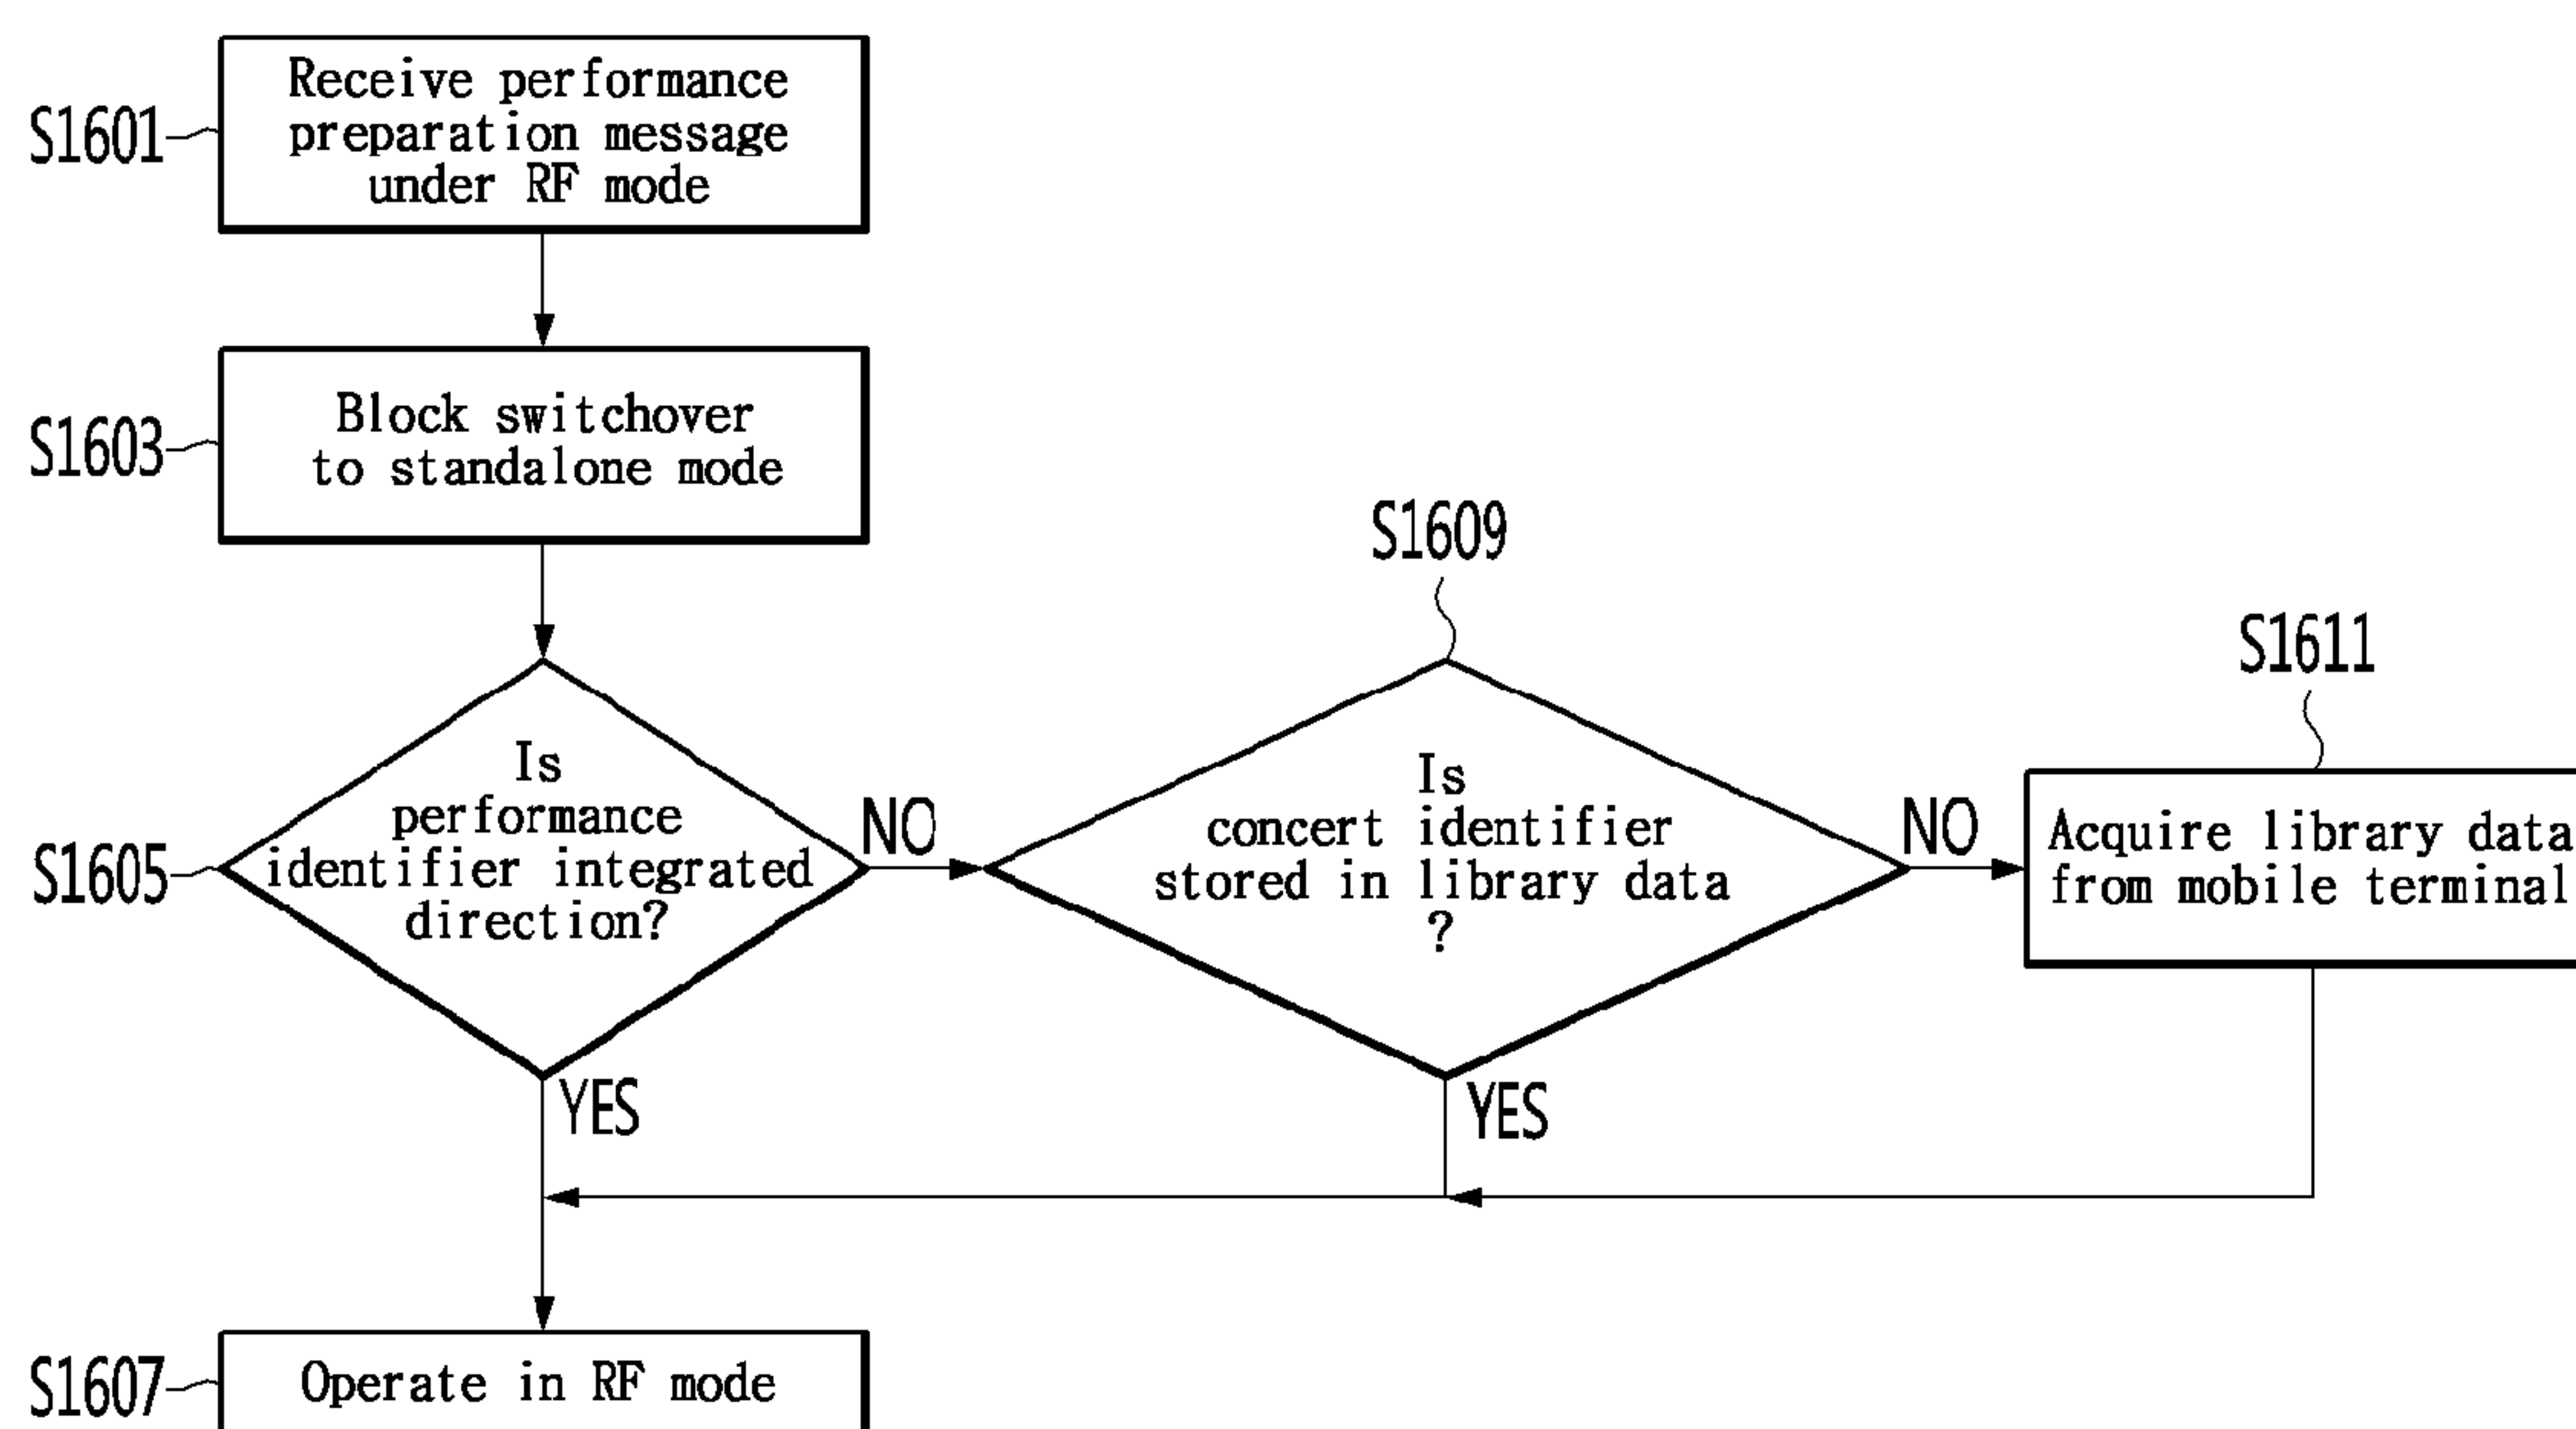 S1601
Receive performance
preparation message
under RF mode
S1603
Block switchover
to standalone mode
S1605
Is
performance
identifier integrated
direction?
NO
YES
S1609
Is
concert identifier
stored in library data
?
NO
YES
S1611
Acquire library data
from mobile terminal
S1607
Operate in RF mode